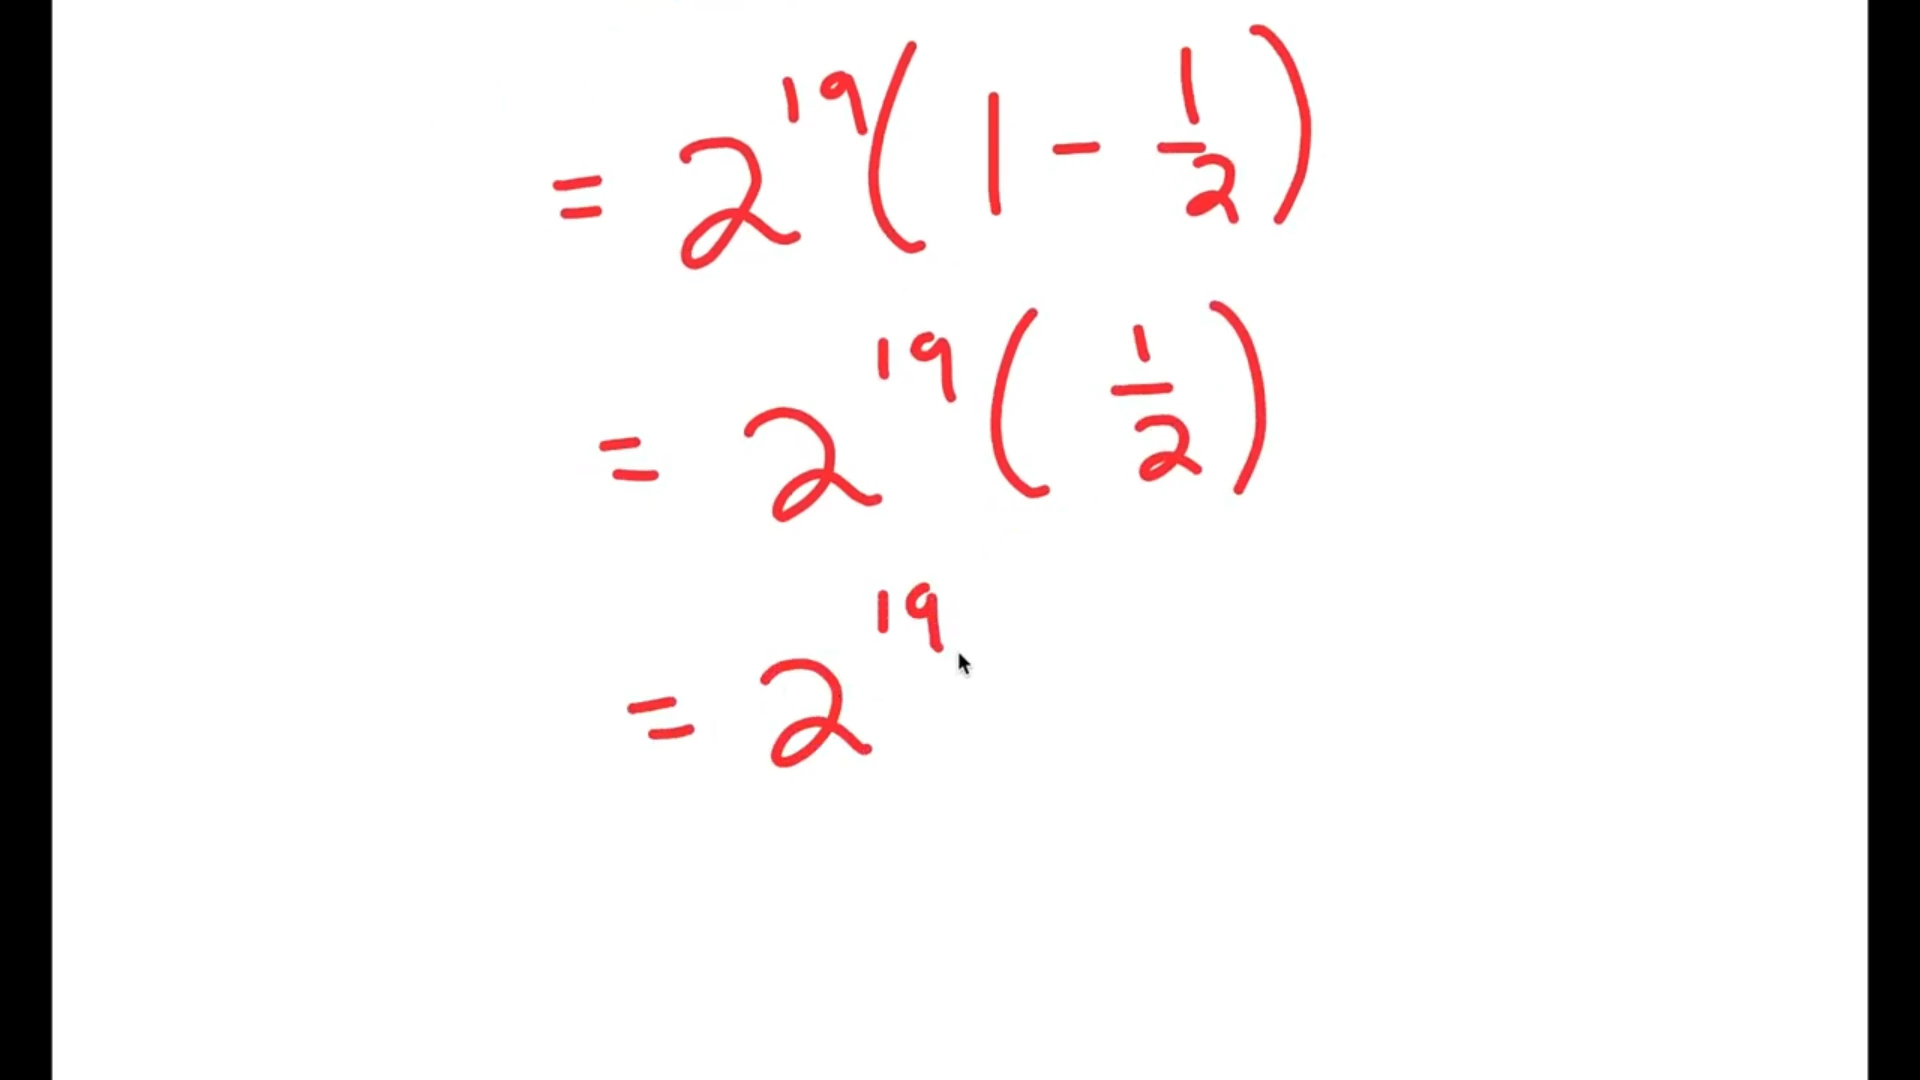 = 2^19 (1 - 1/2)
= 2^19 (1/2)
= 2^19